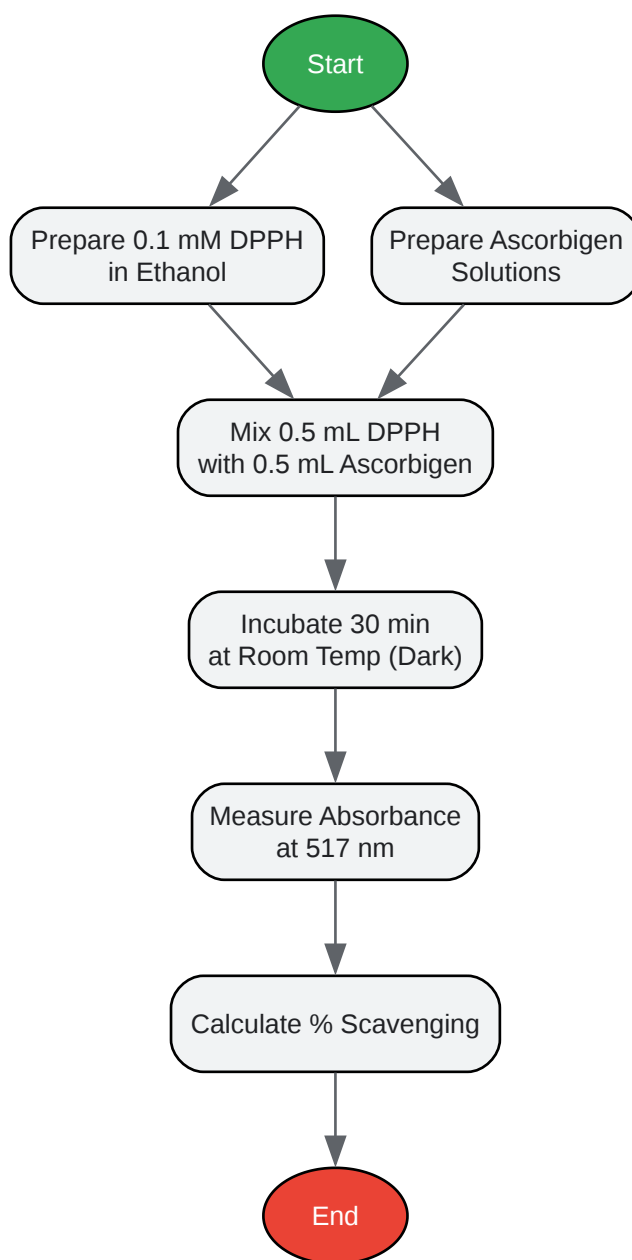 Start
Prepare 0.1 mM DPPH
in Ethanol
Prepare Ascorbigen
Solutions
Mix 0.5 mL DPPH
with 0.5 mL Ascorbigen
Incubate 30 min
at Room Temp (Dark)
Measure Absorbance
at 517 nm
Calculate % Scavenging
End